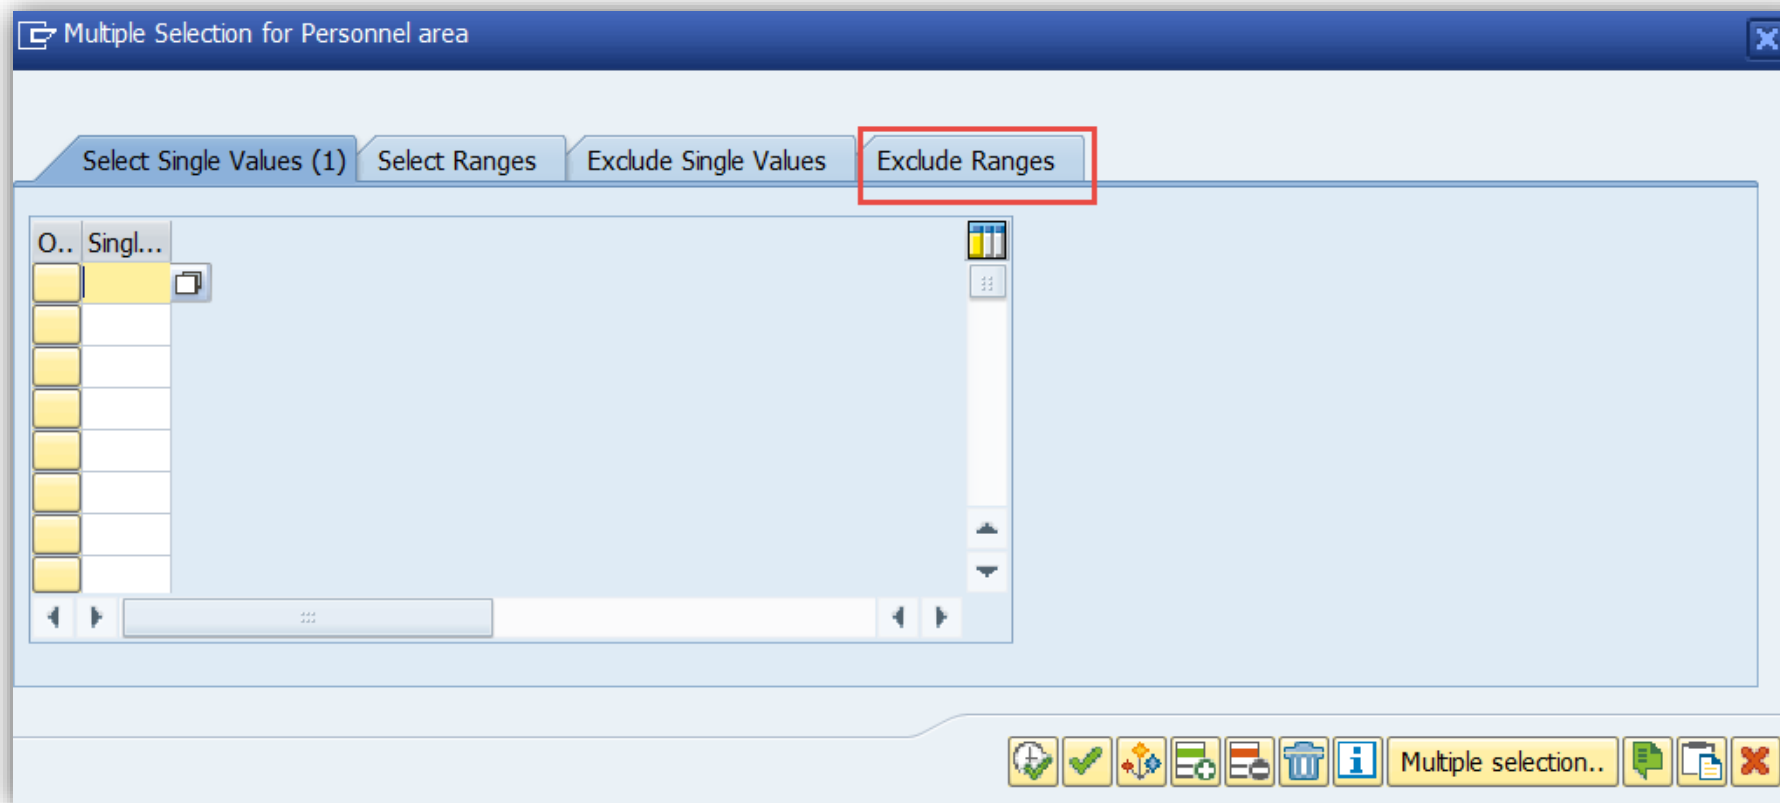 Multiple Selection for Personnel area
Select Single Values (1) Select Ranges Exclude Single Values Exclude Ranges
O.. Singl...
Multiple selection..